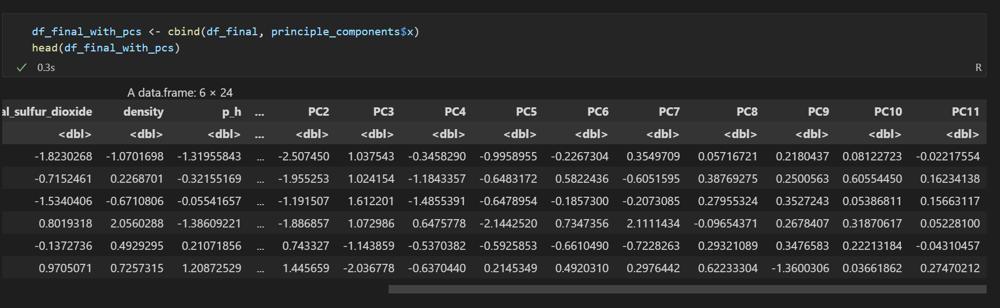 df_final_with_pcs <- cbind(df_final, principle_components$x)
head(df_final_with_pcs)
0.3s
R
A data.frame: 6 × 24
al_sulfur_dioxide density p_h ... PC2 PC3 PC4 PC5 PC6 PC7 PC8 PC9 PC10 PC11
<dbl> <dbl> <dbl> ... <dbl> <dbl> <dbl> <dbl> <dbl> <dbl> <dbl> <dbl> <dbl> <dbl>
-1.8230268 -1.0701698 -1.31955843 ... -2.507450 1.037543 -0.3458290 -0.9958955 -0.2267304 0.3549709 0.05716721 0.2180437 0.08122723 -0.02217554
-0.7152461 0.2268701 -0.32155169 ... -1.955253 1.024154 -1.1843357 -0.6483172 0.5822436 -0.6051595 0.38769275 0.2500563 0.60554450 0.16234138
-1.5340406 -0.6710806 -0.05541657 ... -1.191507 1.612201 -1.4855391 -0.6478954 -0.1857300 -0.2073085 0.27955324 0.3527243 0.05386811 0.15663117
0.8019318 2.0560288 -1.38609221 ... -1.886857 1.072986 0.6475778 -2.1442520 0.7347356 2.1111434 -0.09654371 0.2678407 0.31870617 0.05228100
-0.1372736 0.4929295 0.21071856 ... 0.743327 -1.143859 -0.5370382 -0.5925853 -0.6610490 -0.7228263 0.29321089 0.3476583 0.22213184 -0.04310457
0.9705071 0.7257315 1.20872529 ... 1.445659 -2.036778 -0.6370440 0.2145349 0.4920310 0.2976442 0.62233304 -1.3600306 0.03661862 0.27470212